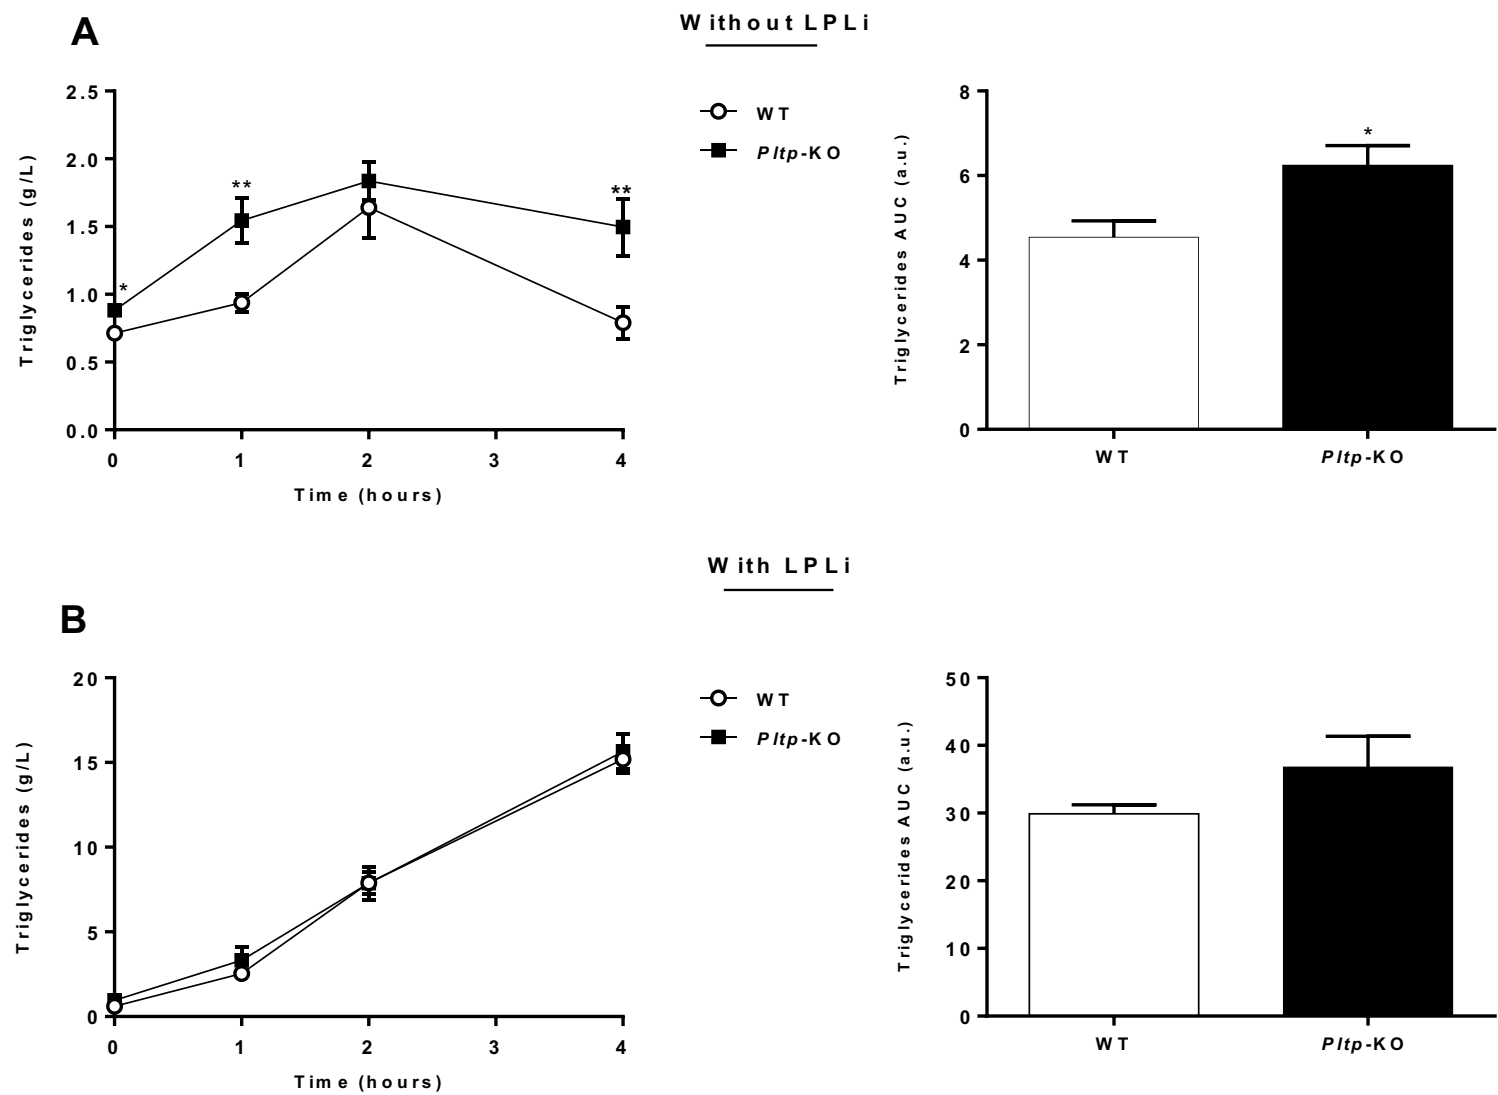 A
Without LPLi
Triglycerides (g/L)
2.5
2.0
1.5
1.0
0.5
0.0
*
**
**
0 1 2 3 4
Time (hours)
WT
Pltp-KO
Triglycerides AUC (a.u.)
8
6
4
2
0
*
WT Pltp-KO
With LPLi
B
Triglycerides (g/L)
20
15
10
5
0
0 1 2 3 4
Time (hours)
WT
Pltp-KO
Triglycerides AUC (a.u.)
50
40
30
20
10
0
WT Pltp-KO